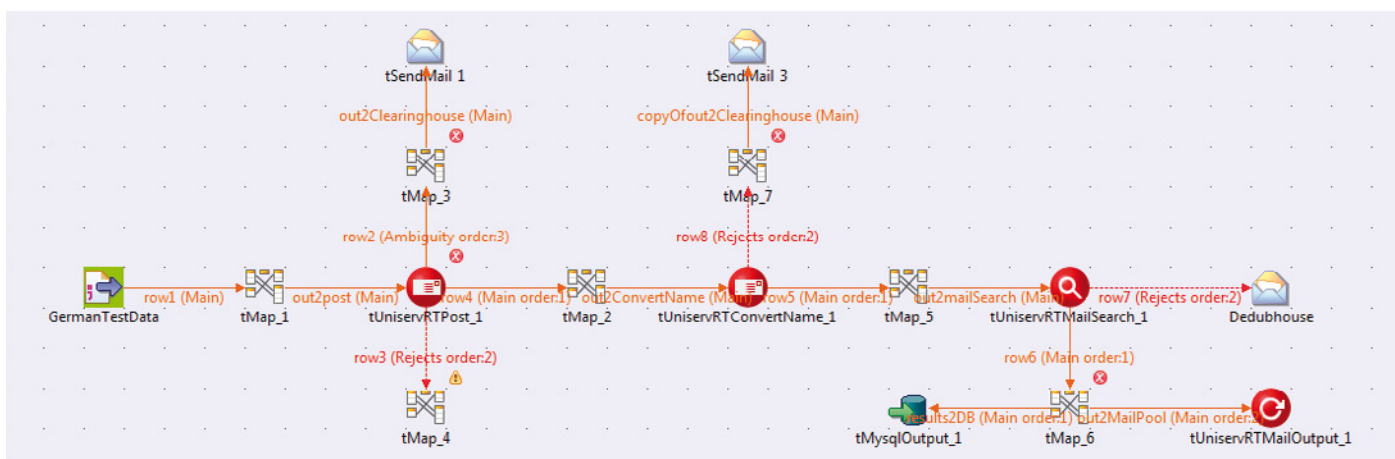 tSendMail 1
tSendMail 3
out2Clearinghouse (Main)
copyOfout2Clearinghouse (Main)
tMap_3
tMap_7
row2 (Ambiguity order:3)
row8 (Rejects order:2)
row1 (Main)
out2post (Main)
row4 (Main order:1)
out2ConvertName (Main)
row5 (Main order:1)
out2mailSearch (Main)
row7 (Rejects order:2)
GermanTestData
tMap_1
tUniservRTPost_1
tMap_2
tUniservRTConvertName_1
tMap_5
tUniservRTMailSearch_1
Dedubhouse
row3 (Rejects order:2)
row6 (Main order:1)
results2DB (Main order:1)
out2MailPool (Main order:2)
tMap_4
tMysqlOutput_1
tMap_6
tUniservRTMailOutput_1